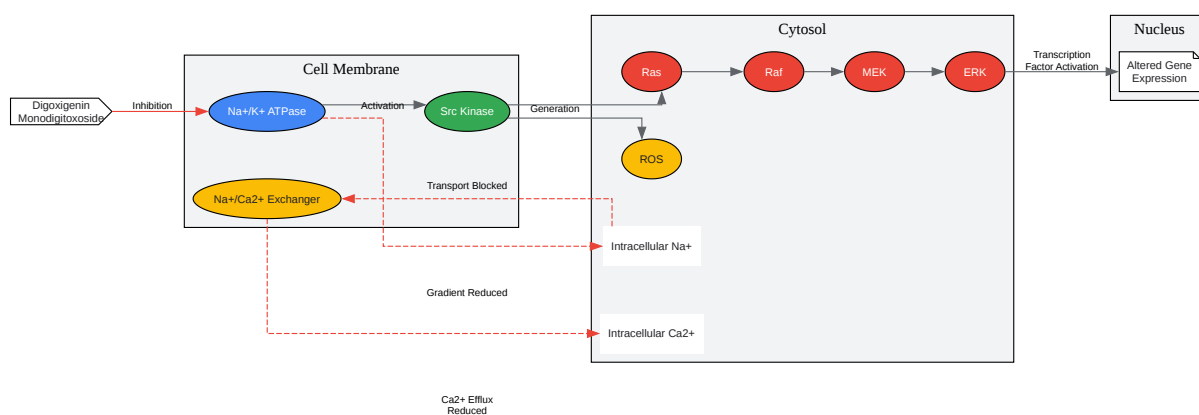 Cytosol
Nucleus
Cell Membrane
Transcription
Factor Activation
Ras
Raf
MEK
ERK
Altered Gene
Expression
Digoxigenin
Monodigitoxoside
Inhibition
Na+/K+ ATPase
Activation
Src Kinase
Generation
ROS
Transport Blocked
Na+/Ca2+ Exchanger
Intracellular Na+
Gradient Reduced
Intracellular Ca2+
Ca2+ Efflux
Reduced